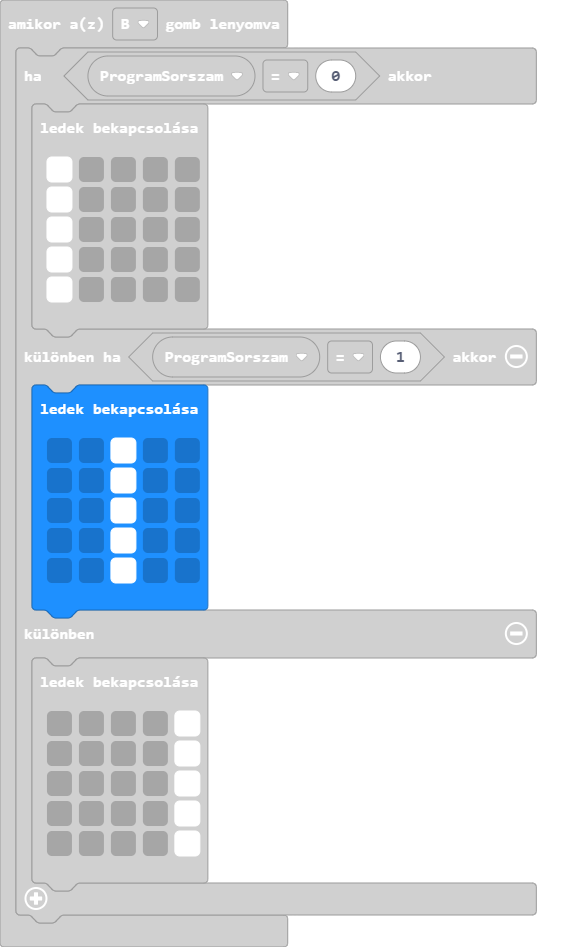 amikor a(z) B gomb lenyomva
ha ProgramSorszam = 0 akkor
ledek bekapcsolása
különben ha ProgramSorszam = 1 akkor
ledek bekapcsolása
különben
ledek bekapcsolása